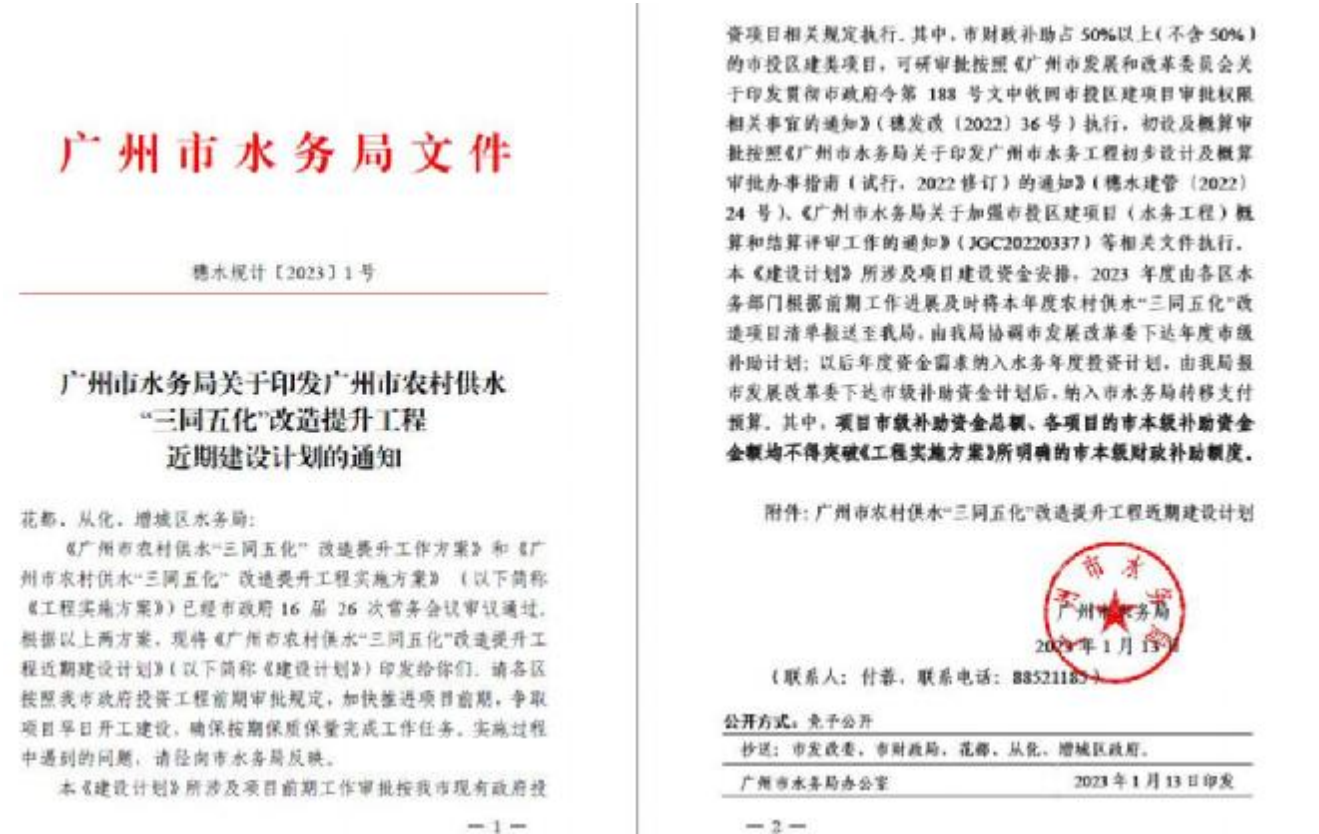 广州市水务局文件
穗水规计〔2023〕1号
广州市水务局关于印发广州市农村供水
“三同五化”改造提升工程
近期建设计划的通知
花都、从化、增城区水务局：
《广州市农村供水“三同五化” 改造提升工作方案》和《广
州市农村供水“三同五化” 改造提升工程实施方案》（以下简称
《工程实施方案》）已经市政府 16 届 26 次常务会议审议通过。
根据以上两方案，现将《广州市农村供水“三同五化”改造提升工
程近期建设计划》（以下简称《建设计划》）印发给你们。请各区
按照我市政府投资工程前期审批规定，加快推进项目前期，争取
项目早日开工建设，确保按期保质保量完成工作任务。实施过程
中遇到的问题，请径向市水务局反映。
本《建设计划》所涉及项目前期工作审批按我市现有政府投
— 1 —
资项目相关规定执行。其中，市财政补助占 50%以上（不含 50%）
的市投区建类项目，可研审批按照《广州市发展和改革委员会关
于印发贯彻市政府令第 188 号文中收回市投区建项目审批权限
相关事宜的通知》（穗发改〔2022〕36 号）执行，初设及概算审
批按照《广州市水务局关于印发广州市水务工程初步设计及概算
审批办事指南（试行，2022 修订）的通知》（穗水建管〔2022〕
24 号）、《广州市水务局关于加强市投区建项目（水务工程）概
算和结算评审工作的通知》（JGC20220337）等相关文件执行。
本《建设计划》所涉及项目建设资金安排，2023 年度由各区水
务部门根据前期工作进展及时将本年度农村供水“三同五化”改
造项目清单报送至我局，由我局协调市发展改革委下达年度市级
补助计划；以后年度资金需求纳入水务年度投资计划，由我局报
市发展改革委下达市级补助资金计划后，纳入市水务局转移支付
预算。其中，项目市级补助资金总额、各项目的市本级补助资金
金额均不得突破《工程实施方案》所明确的市本级财政补助额度。
附件：广州市农村供水“三同五化”改造提升工程近期建设计划
广州市水务局
2023 年 1 月 13 日
（联系人：付蓉，联系电话：88521185）
公开方式：免予公开
抄送：市发改委、市财政局，花都、从化、增城区政府。
广州市水务局办公室 2023 年 1 月 13 日印发
— 2 —